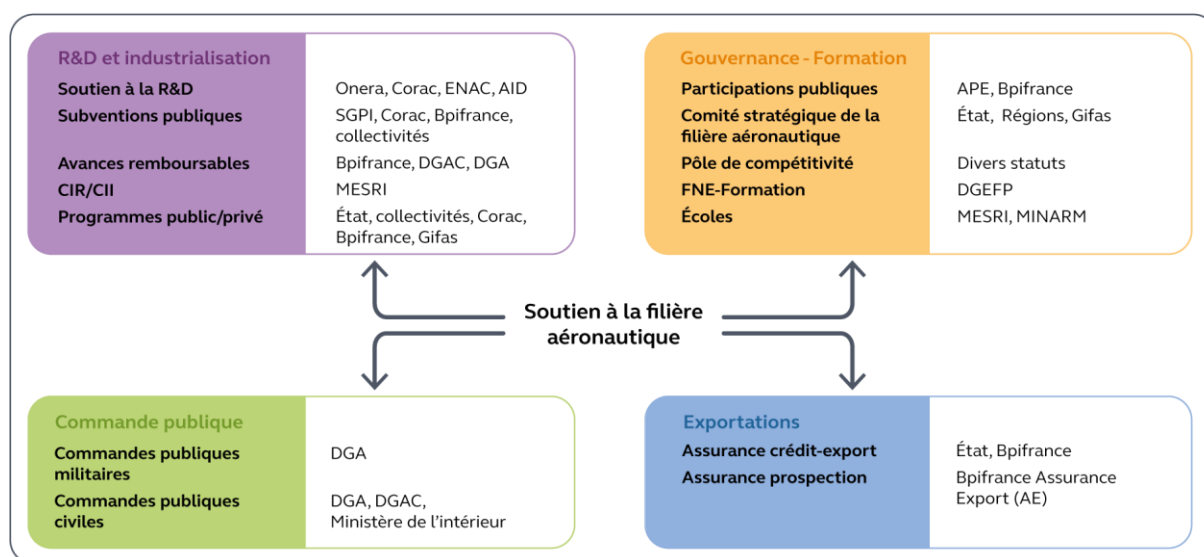 R&D et industrialisation
Soutien à la R&D Onera, Corac, ENAC, AID
Subventions publiques SGPI, Corac, Bpifrance,
collectivités
Avances remboursables Bpifrance, DGAC, DGA
CIR/CII MESRI
Programmes public/privé État, collectivités, Corac,
Bpifrance, Gifas
Gouvernance - Formation
Participations publiques APE, Bpifrance
Comité stratégique de la État, Régions, Gifas
filière aéronautique
Pôle de compétitivité Divers statuts
FNE-Formation DGEFP
Écoles MESRI, MINARM
Soutien à la filière
aéronautique
Commande publique
Commandes publiques DGA
militaires
Commandes publiques DGA, DGAC,
civiles Ministère de l'intérieur
Exportations
Assurance crédit-export État, Bpifrance
Assurance prospection Bpifrance Assurance
Export (AE)